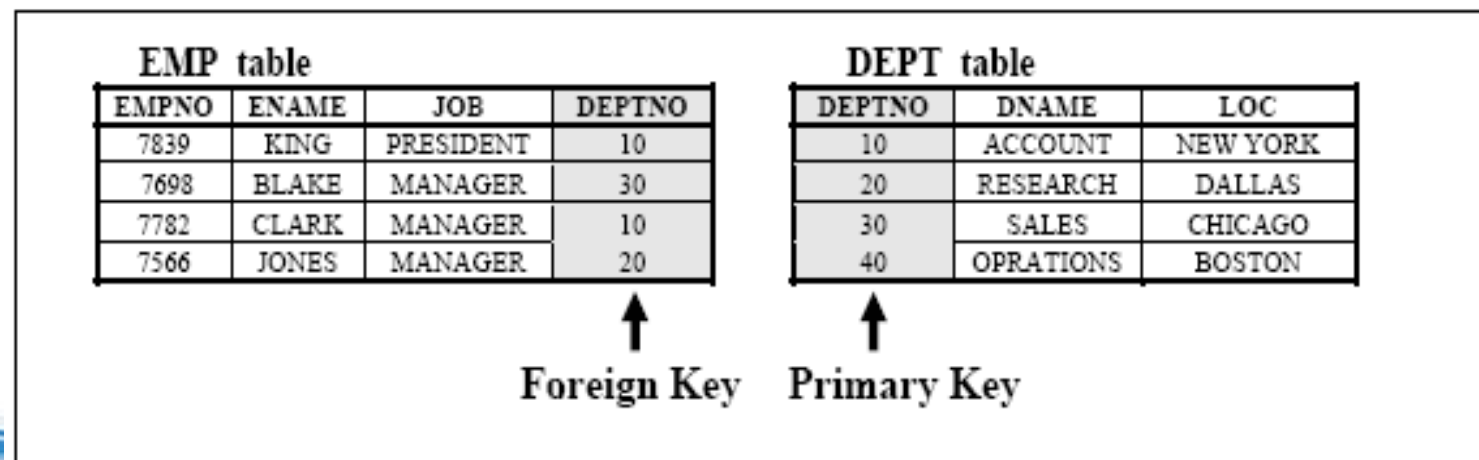 EMP table
DEPT table
EMPNO ENAME JOB DEPTNO
7839 KING PRESIDENT 10
7698 BLAKE MANAGER 30
7782 CLARK MANAGER 10
7566 JONES MANAGER 20
DEPTNO DNAME LOC
10 ACCOUNT NEW YORK
20 RESEARCH DALLAS
30 SALES CHICAGO
40 OPRATIONS BOSTON
Foreign Key
Primary Key